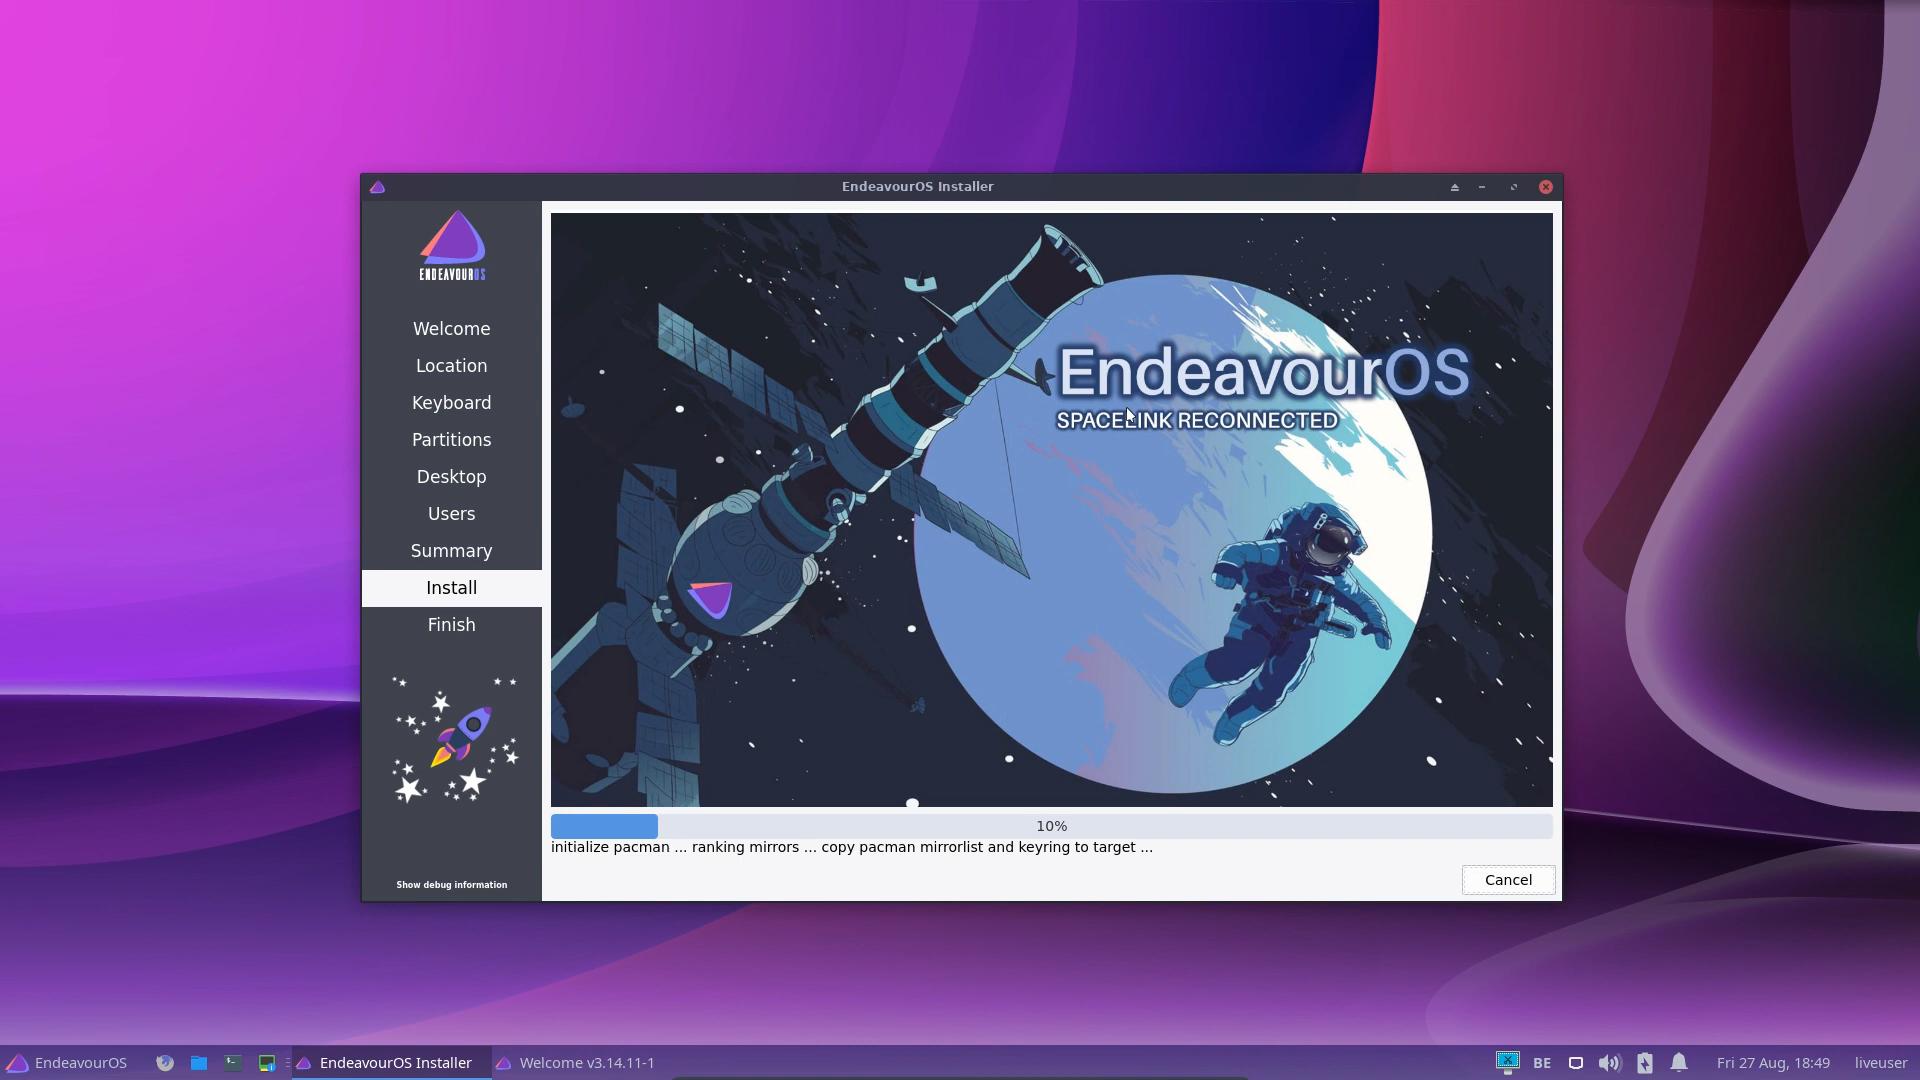 EndeavourOS Installer
ENDEAVOUROS
Welcome
Location
Keyboard
Partitions
Desktop
Users
Summary
Install
Finish
Show debug information
EndeavourOS
SPACELINK RECONNECTED
10%
initialize pacman ... ranking mirrors ... copy pacman mirrorlist and keyring to target ...
Cancel
EndeavourOS
EndeavourOS Installer
Welcome v3.14.11-1
BE
Fri 27 Aug, 18:49
liveuser